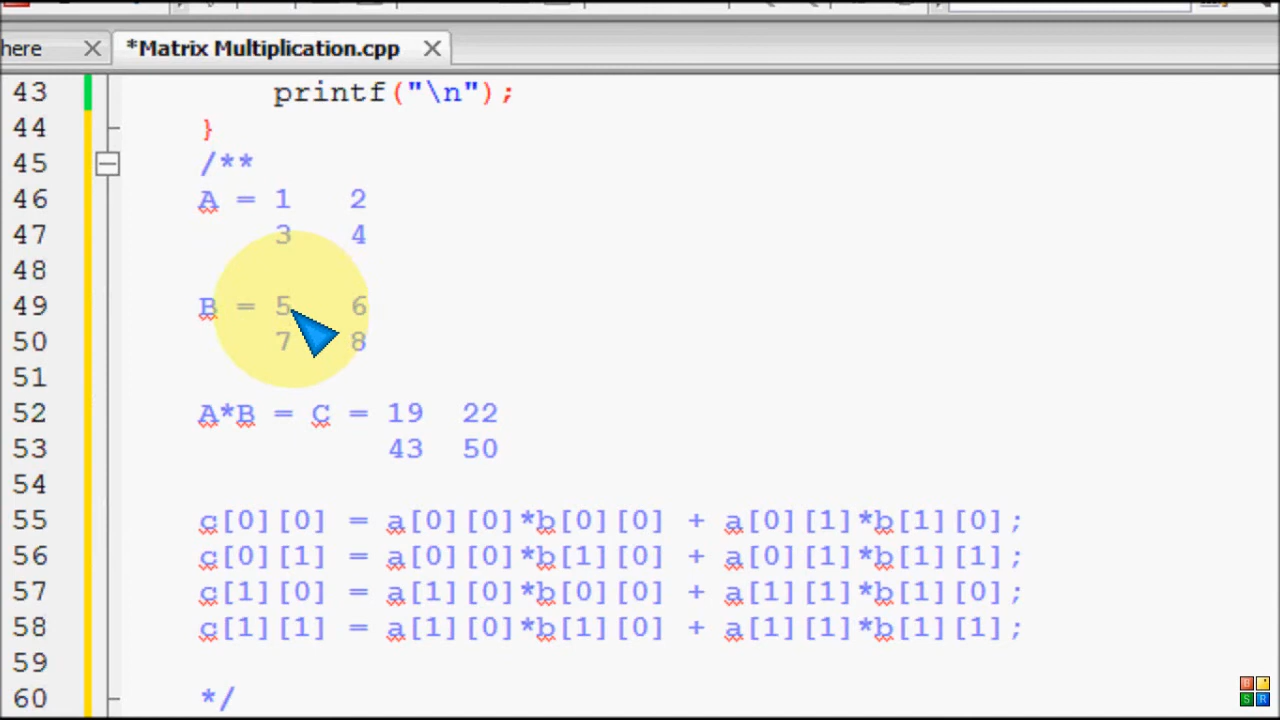 here
*Matrix Multiplication.cpp
43 printf("\n");
44 }
45 /**
46 A = 1 2
47 3 4
48
49 B = 5 6
50 7 8
51
52 A*B = C = 19 22
53 43 50
54
55 c[0][0] = a[0][0]*b[0][0] + a[0][1]*b[1][0];
56 c[0][1] = a[0][0]*b[1][0] + a[0][1]*b[1][1];
57 c[1][0] = a[1][0]*b[0][0] + a[1][1]*b[1][0];
58 c[1][1] = a[1][0]*b[1][0] + a[1][1]*b[1][1];
59
60 */